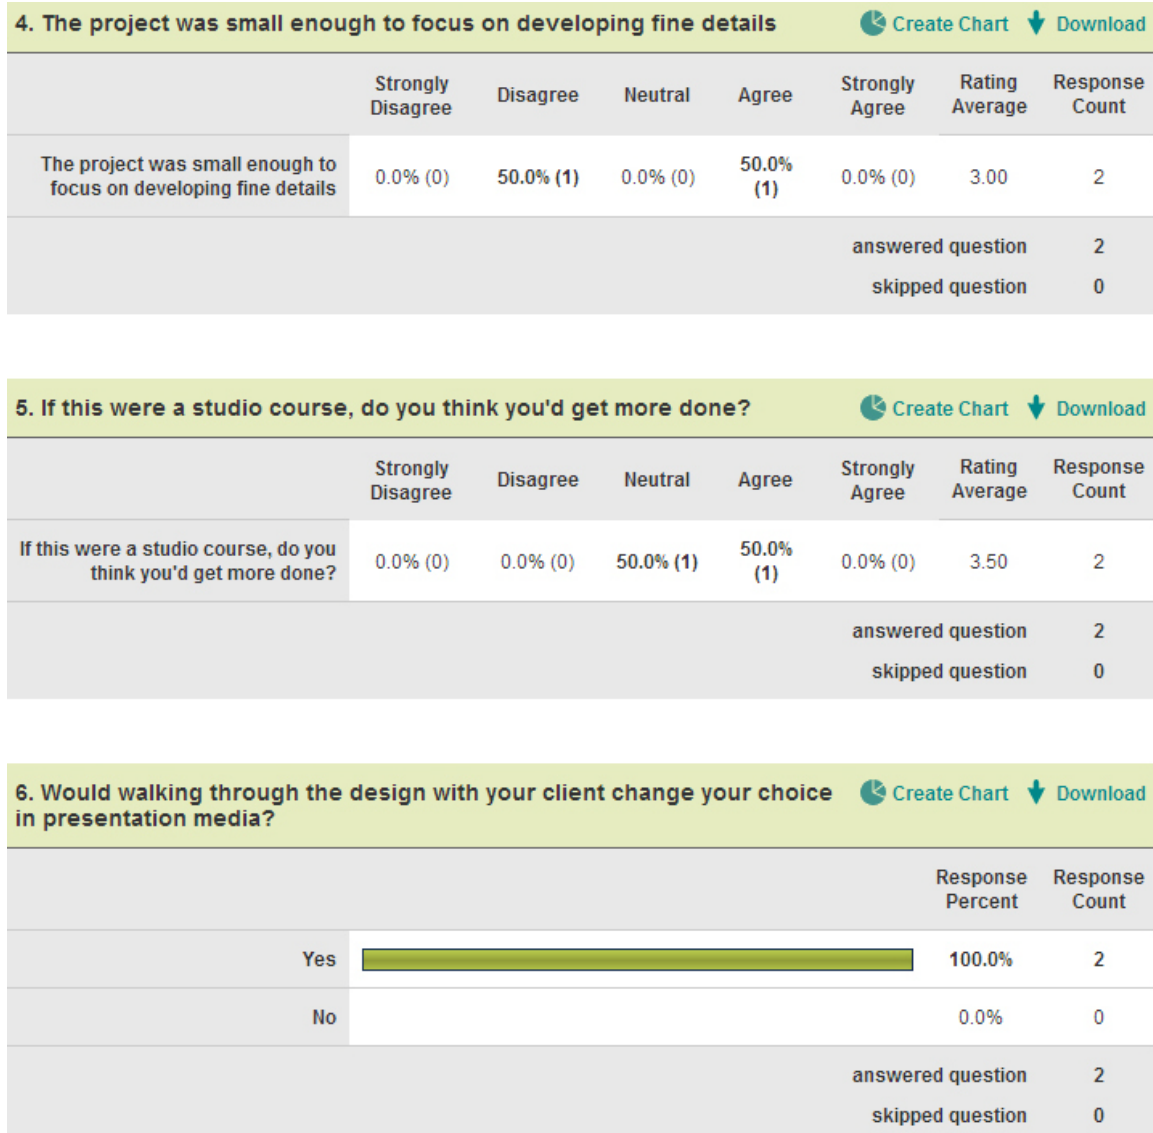 4. The project was small enough to focus on developing fine details Create Chart Download
Strongly Disagree Disagree Neutral Agree Strongly Agree Rating Average Response Count
The project was small enough to focus on developing fine details 0.0% (0) 50.0% (1) 0.0% (0) 50.0% (1) 0.0% (0) 3.00 2
answered question 2
skipped question 0
5. If this were a studio course, do you think you'd get more done? Create Chart Download
Strongly Disagree Disagree Neutral Agree Strongly Agree Rating Average Response Count
If this were a studio course, do you think you'd get more done? 0.0% (0) 0.0% (0) 50.0% (1) 50.0% (1) 0.0% (0) 3.50 2
answered question 2
skipped question 0
6. Would walking through the design with your client change your choice Create Chart Download
in presentation media?
Response Percent Response Count
Yes 100.0% 2
No 0.0% 0
answered question 2
skipped question 0